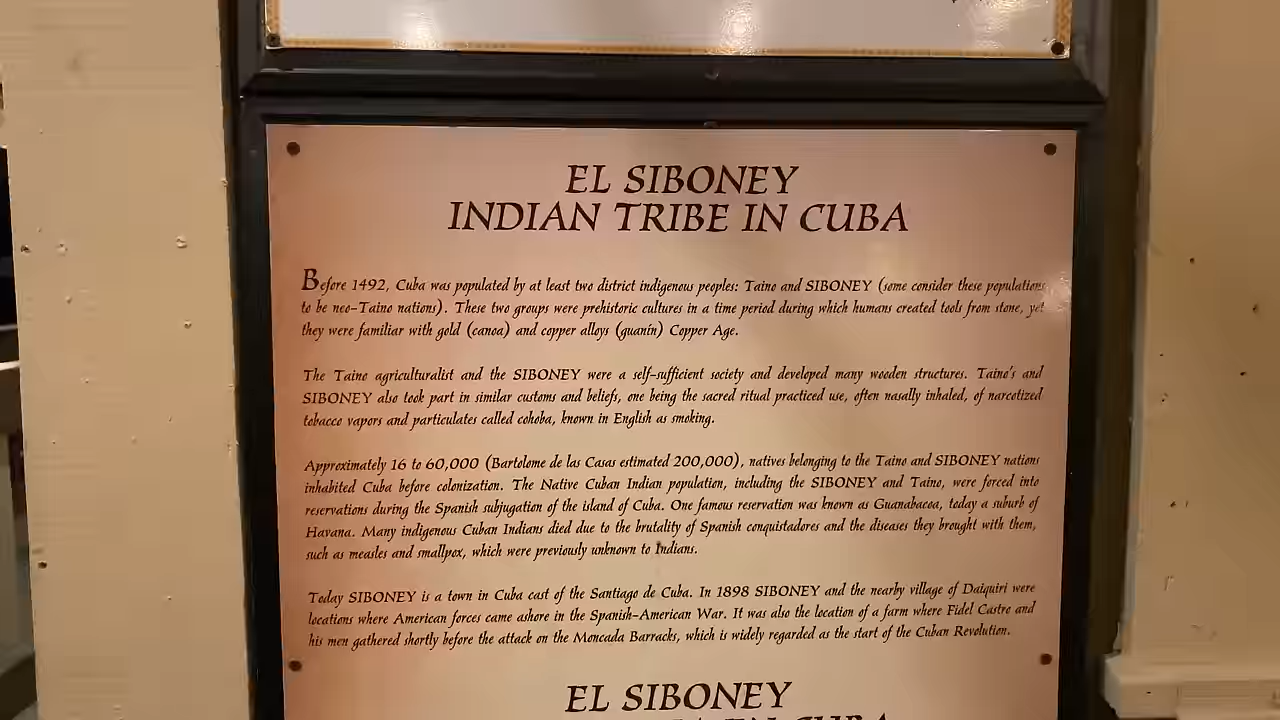 EL SIBONEY
INDIAN TRIBE IN CUBA
Before 1492, Cuba was populated by at least two district indigenous peoples: Taino and SIBONEY (some consider these populations
to be neo-Taino nations). These two groups were prehistoric cultures in a time period during which humans created tools from stone, yet
they were familiar with gold (canoa) and copper alloys (guanín) Copper Age.
The Taino agriculturalist and the SIBONEY were a self-sufficient society and developed many wooden structures. Taino's and
SIBONEY also took part in similar customs and beliefs, one being the sacred ritual practiced use, often nasally inhaled, of narcotized
tobacco vapors and particulates called cohoba, known in English as smoking.
Approximately 16 to 60,000 (Bartolome de las Casas estimated 200,000), natives belonging to the Taino and SIBONEY nations
inhabited Cuba before colonization. The Native Cuban Indian population, including the SIBONEY and Taino, were forced into
reservations during the Spanish subjugation of the island of Cuba. One famous reservation was known as Guanabacoa, today a suburb of
Havana. Many indigenous Cuban Indians died due to the brutality of Spanish conquistadores and the diseases they brought with them,
such as measles and smallpox, which were previously unknown to Indians.
Today SIBONEY is a town in Cuba cast of the Santiago de Cuba. In 1898 SIBONEY and the nearby village of Daiquiri were
locations where American forces came ashore in the Spanish-American War. It was also the location of a farm where Fidel Castro and
his men gathered shortly before the attack on the Moncada Barracks, which is widely regarded as the start of the Cuban Revolution.
EL SIBONEY
EN CUBA